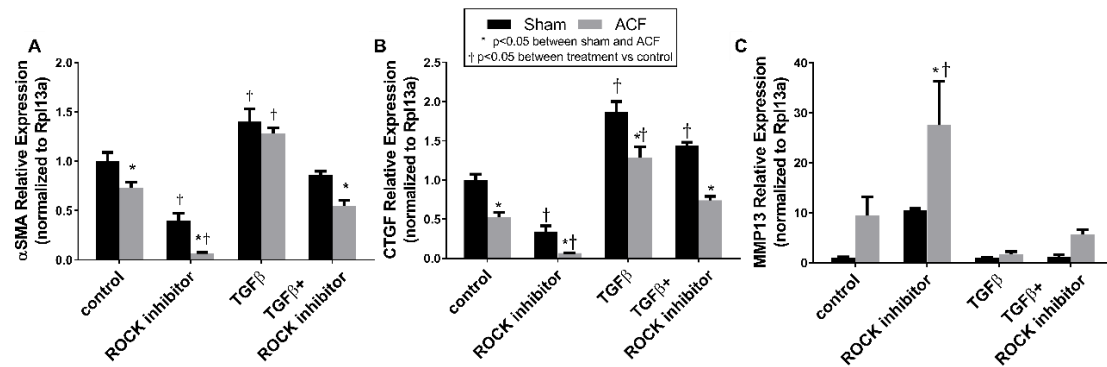 Sham ACF
* p<0.05 between sham and ACF
† p<0.05 between treatment vs control
A
αSMA Relative Expression
(normalized to Rpl13a)
2.0
1.5
1.0
0.5
0.0
*
†
*†
†
†
*
control
ROCK inhibitor
TGFβ
TGFβ+
ROCK inhibitor
B
CTGF Relative Expression
(normalized to Rpl13a)
2.5
2.0
1.5
1.0
0.5
0.0
*
†
*†
†
*†
†
*
control
ROCK inhibitor
TGFβ
TGFβ+
ROCK inhibitor
C
MMP13 Relative Expression
(normalized to Rpl13a)
40
30
20
10
0
*†
control
ROCK inhibitor
TGFβ
TGFβ+
ROCK inhibitor